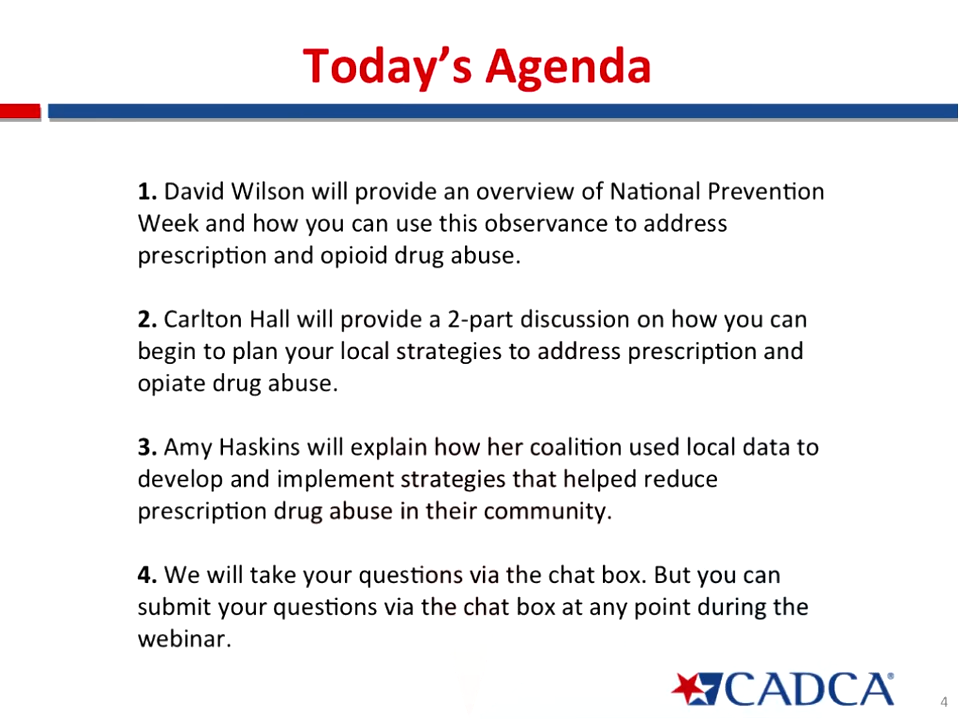 Today's Agenda
1. David Wilson will provide an overview of National Prevention
Week and how you can use this observance to address
prescription and opioid drug abuse.
2. Carlton Hall will provide a 2-part discussion on how you can
begin to plan your local strategies to address prescription and
opiate drug abuse.
3. Amy Haskins will explain how her coalition used local data to
develop and implement strategies that helped reduce
prescription drug abuse in their community.
4. We will take your questions via the chat box. But you can
submit your questions via the chat box at any point during the
webinar.
CADCA®
4